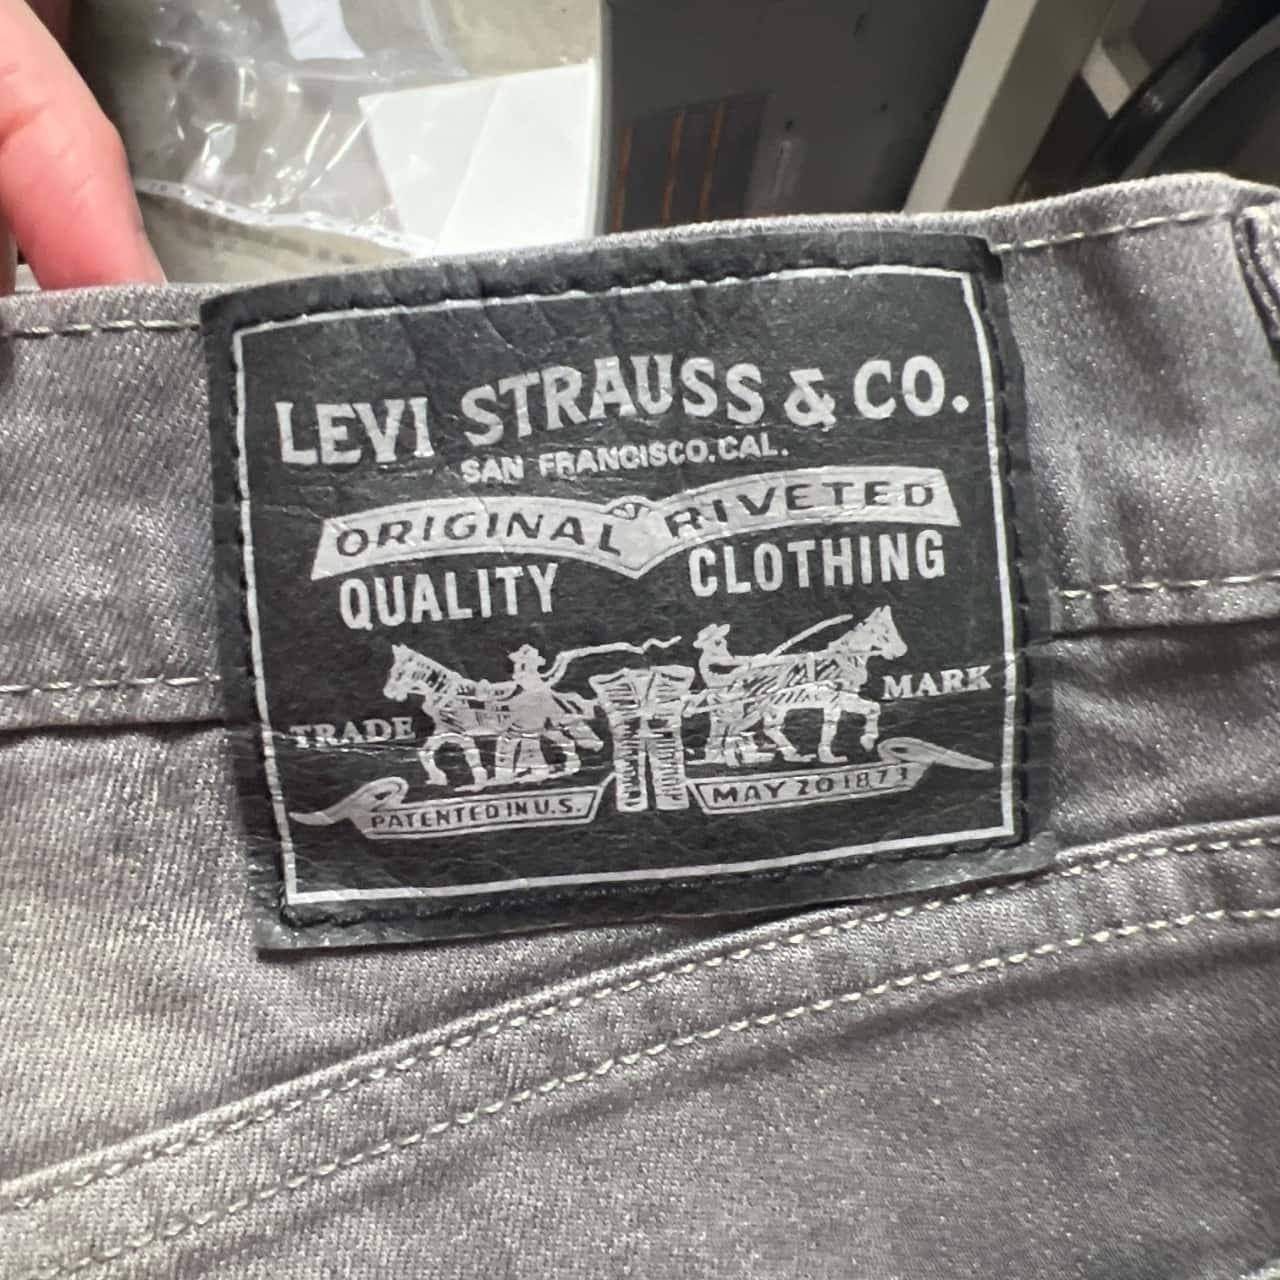 LEVI STRAUSS & CO.
SAN FRANCISCO, CAL.
ORIGINAL RIVETED
QUALITY CLOTHING
TRADE MARK
PATENTED IN U.S. MAY 20 1873